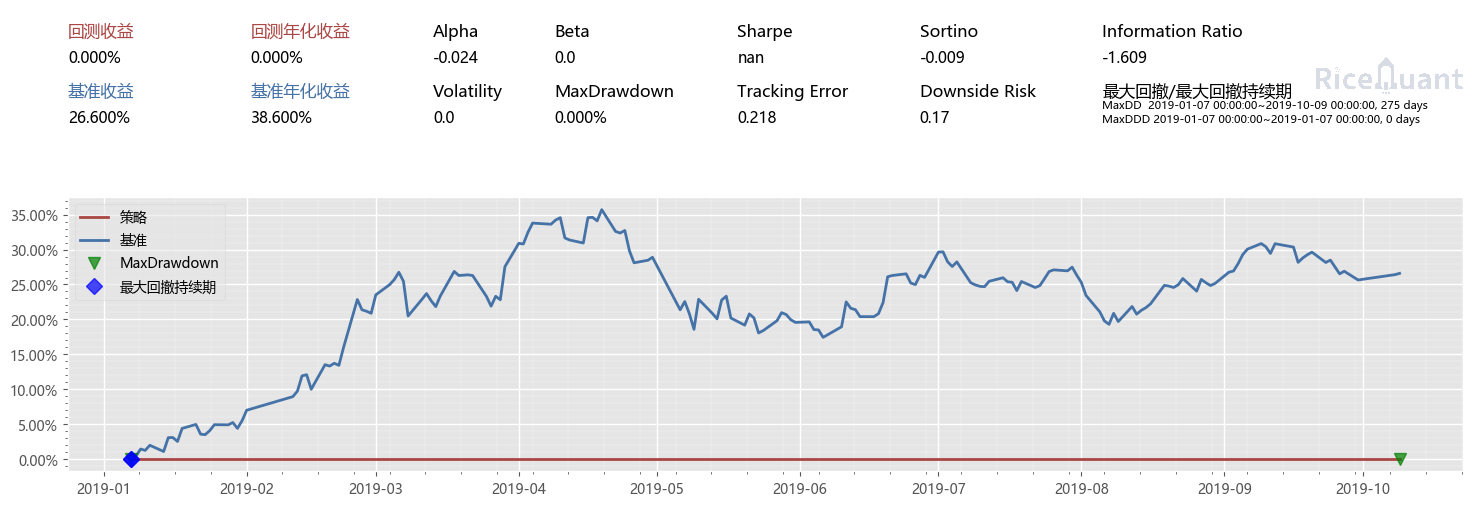 回测收益 回测年化收益 Alpha Beta Sharpe Sortino Information Ratio
0.000% 0.000% -0.024 0.0 nan -0.009 -1.609
RiceQuant
基准收益 基准年化收益 Volatility MaxDrawdown Tracking Error Downside Risk 最大回撤/最大回撤持续期
26.600% 38.600% 0.0 0.000% 0.218 0.17
MaxDD 2019-01-07 00:00:00~2019-10-09 00:00:00, 275 days
MaxDDD 2019-01-07 00:00:00~2019-01-07 00:00:00, 0 days
策略
基准
MaxDrawdown
最大回撤持续期
35.00%
30.00%
25.00%
20.00%
15.00%
10.00%
5.00%
0.00%
2019-01 2019-02 2019-03 2019-04 2019-05 2019-06 2019-07 2019-08 2019-09 2019-10